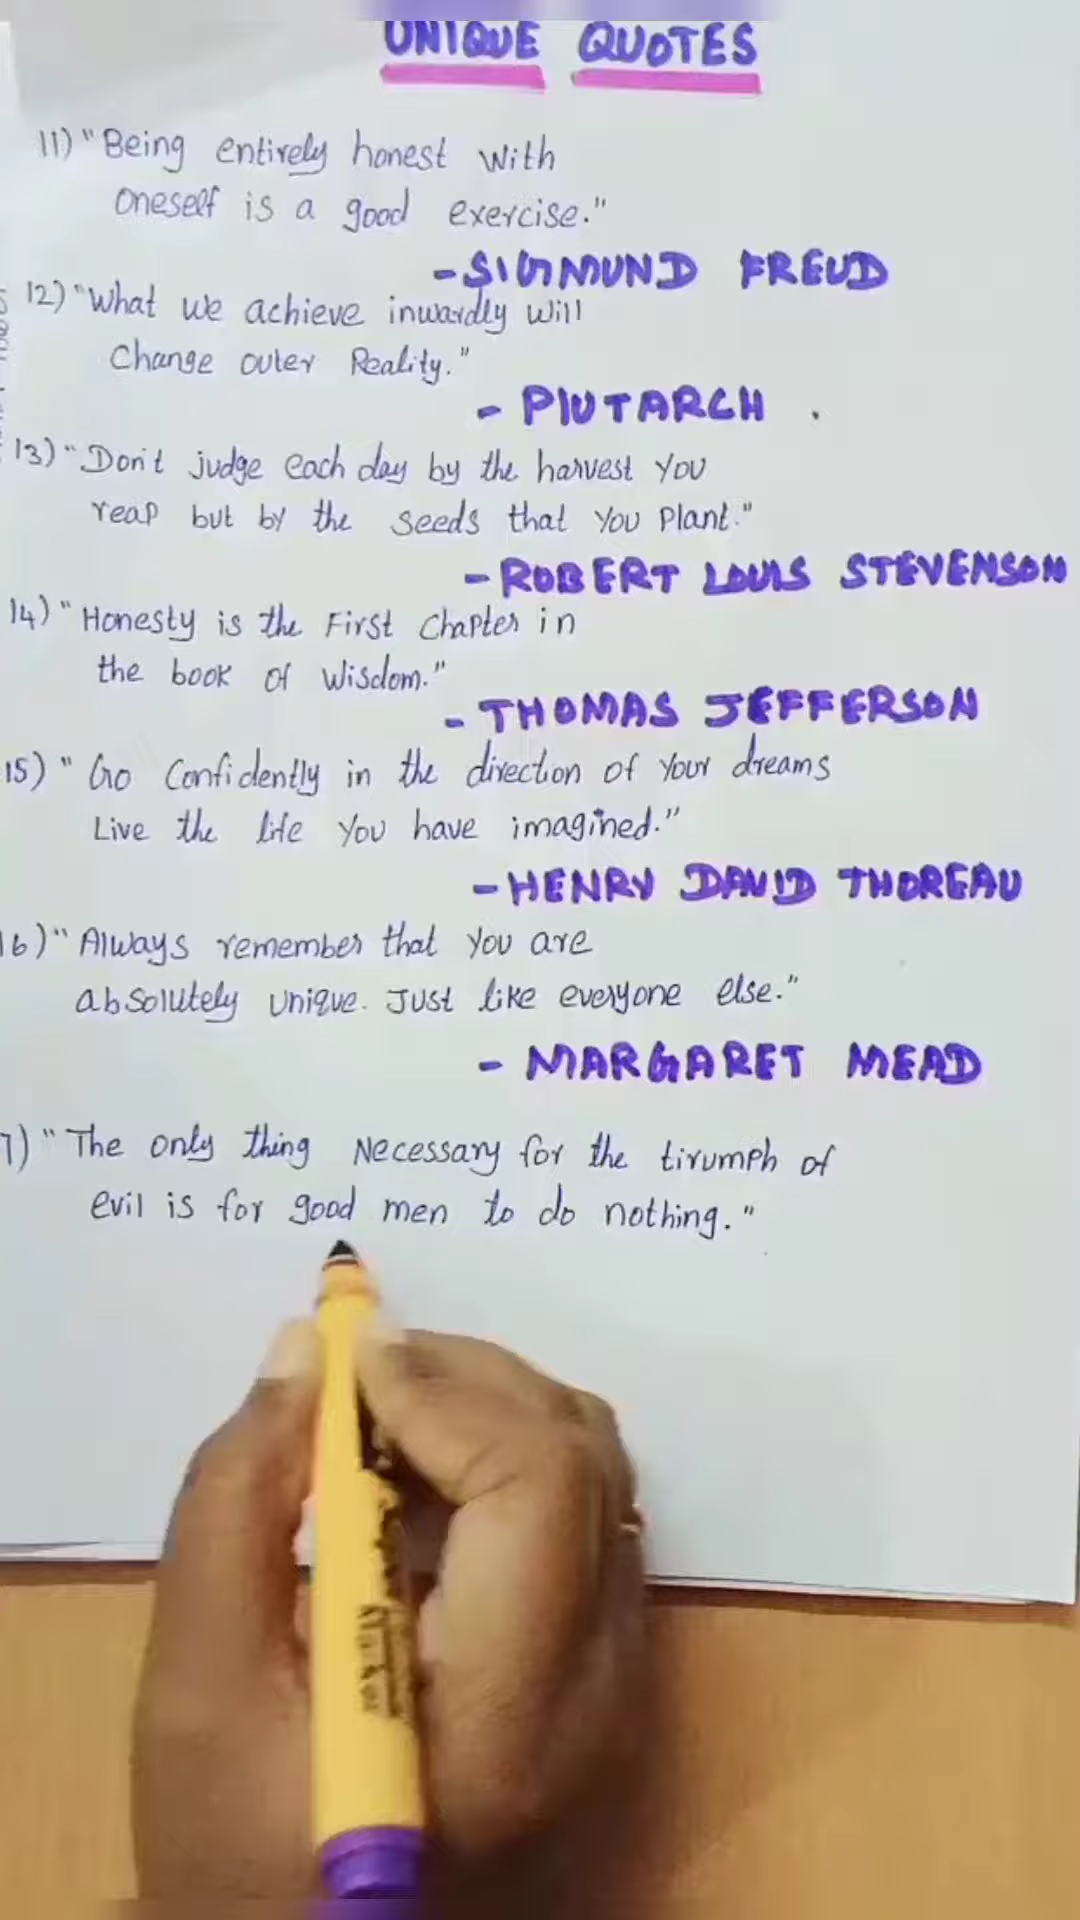 UNIQUE QUOTES
11) "Being entirely honest with
oneself is a good exercise."
-SIGMUND FREUD
12) "What we achieve inwardly will
Change outer Reality."
- PlUTARCH .
13) "Don't judge each day by the harvest You
reap but by the seeds that You Plant."
-ROBERT LOUIS STEVENSON
14) "Honesty is the First Chapter in
the book of Wisdom."
- THOMAS JEFFERSON
15) "Go Confidently in the direction of Your dreams
Live the life You have imagined."
-HENRY DAVID THOREAU
16) "Always remember that You are
absolutely unique. Just like everyone else."
- MARGARET MEAD
7) "The only thing Necessary for the tirumph of
evil is for good men to do nothing."